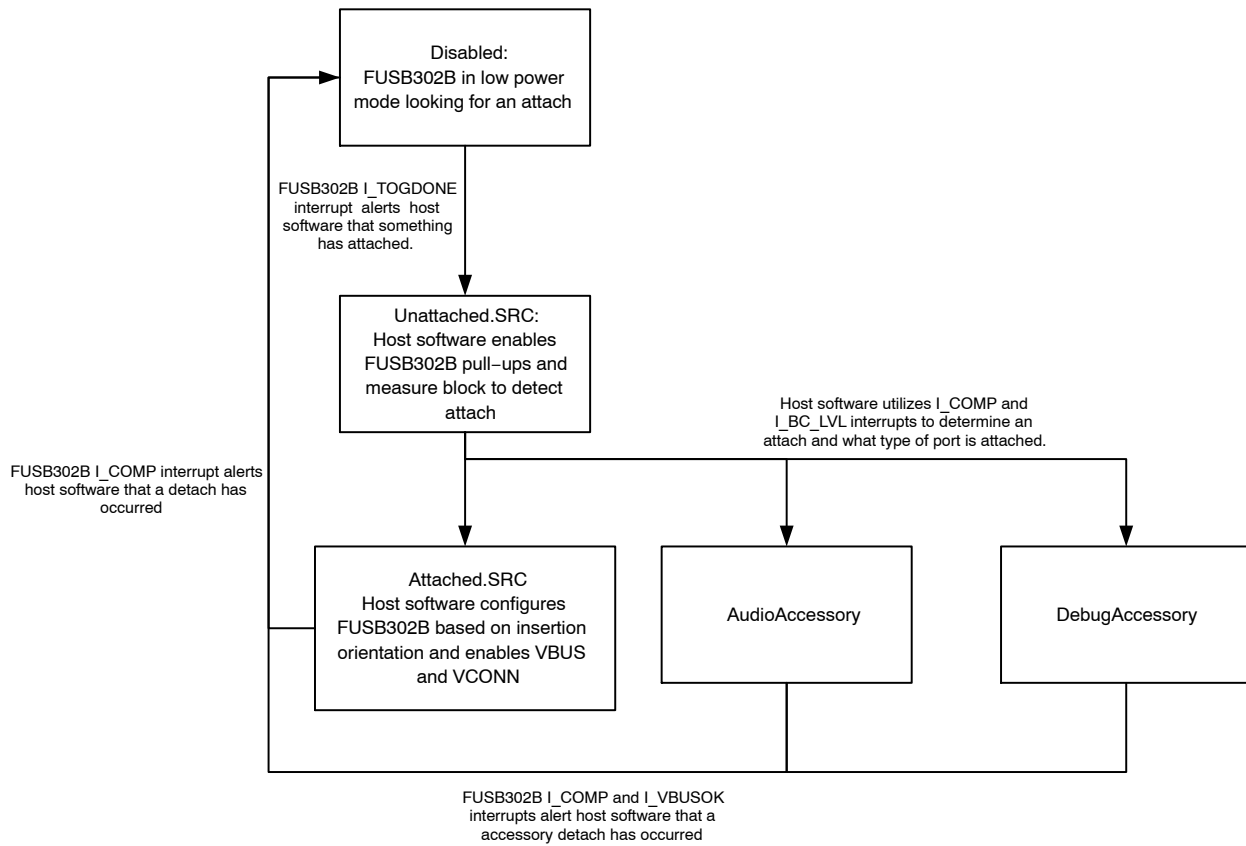 Disabled:
FUSB302B in low power
mode looking for an attach
FUSB302B I_TOGDONE
interrupt alerts host
software that something
has attached.
Unattached.SRC:
Host software enables
FUSB302B pull−ups and
measure block to detect
attach
Host software utilizes I_COMP and
I_BC_LVL interrupts to determine an
attach and what type of port is attached.
FUSB302B I_COMP interrupt alerts
host software that a detach has
occurred
Attached.SRC
Host software configures
FUSB302B based on insertion
orientation and enables VBUS
and VCONN
AudioAccessory
DebugAccessory
FUSB302B I_COMP and I_VBUSOK
interrupts alert host software that a
accessory detach has occurred